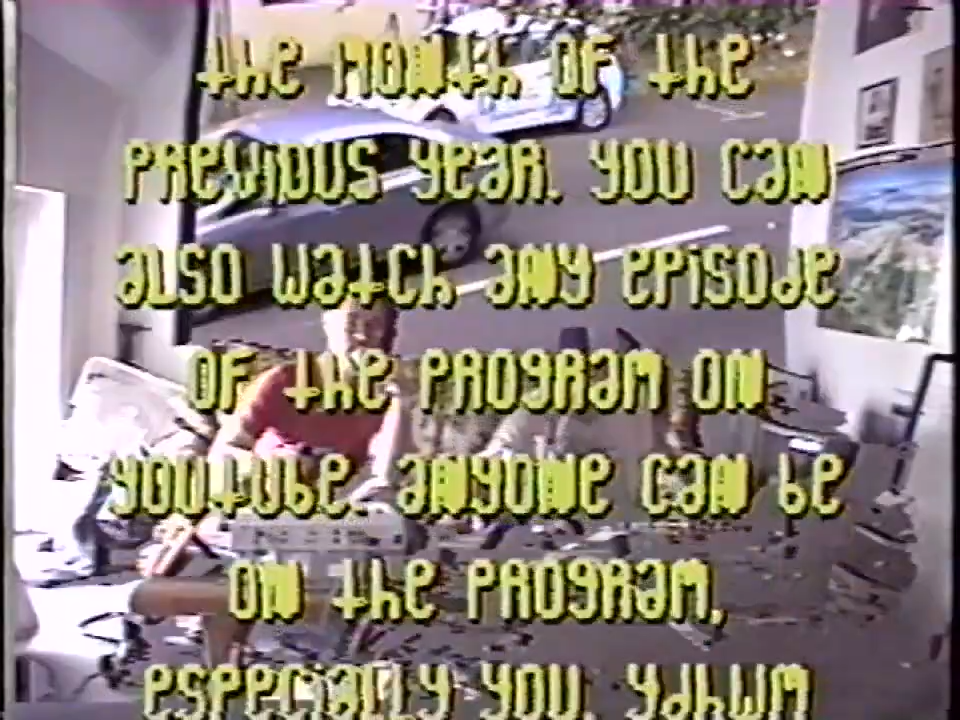 the MONth OF the
PREViOUS yEAR. yOU CAN
ALSO WAtCh ANy EPiSOdE
OF thE PROgRAM ON
yOUtUbE. ANyONE CAN bE
ON thE PROgRAM,
ESPECiALLy yOU. ydhWM